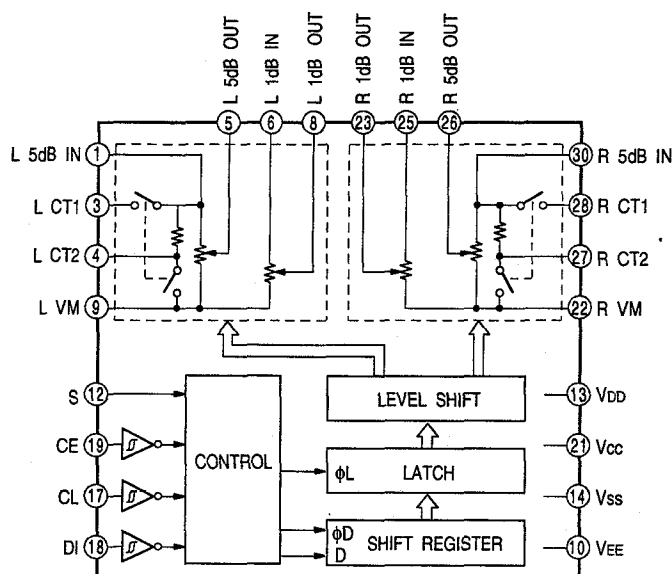 L 5dB OUT
L 1dB IN
L 1dB OUT
R 1dB OUT
R 1dB IN
R 5dB OUT
5
6
8
23
25
26
L 5dB IN 1
30 R 5dB IN
L CT1 3
28 R CT1
L CT2 4
27 R CT2
L VM 9
22 R VM
S 12
LEVEL SHIFT
13 VDD
CE 19
CONTROL
φL LATCH
21 Vcc
CL 17
14 Vss
DI 18
φD
D
SHIFT REGISTER
10 VEE